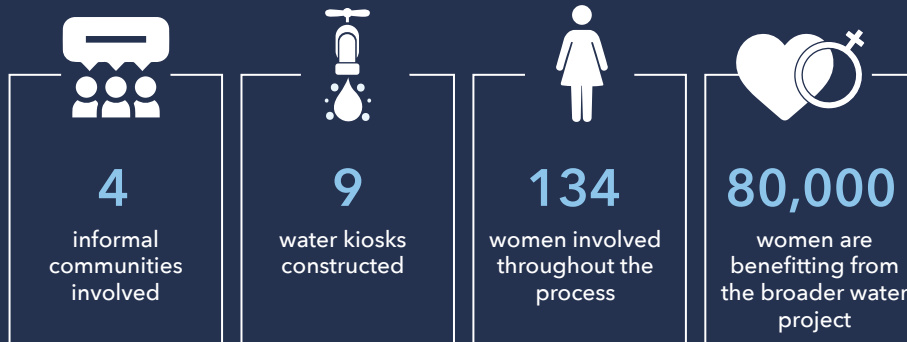 4
informal
communities
involved
9
water kiosks
constructed
134
women involved
throughout the
process
80,000
women are
benefitting from
the broader water
project